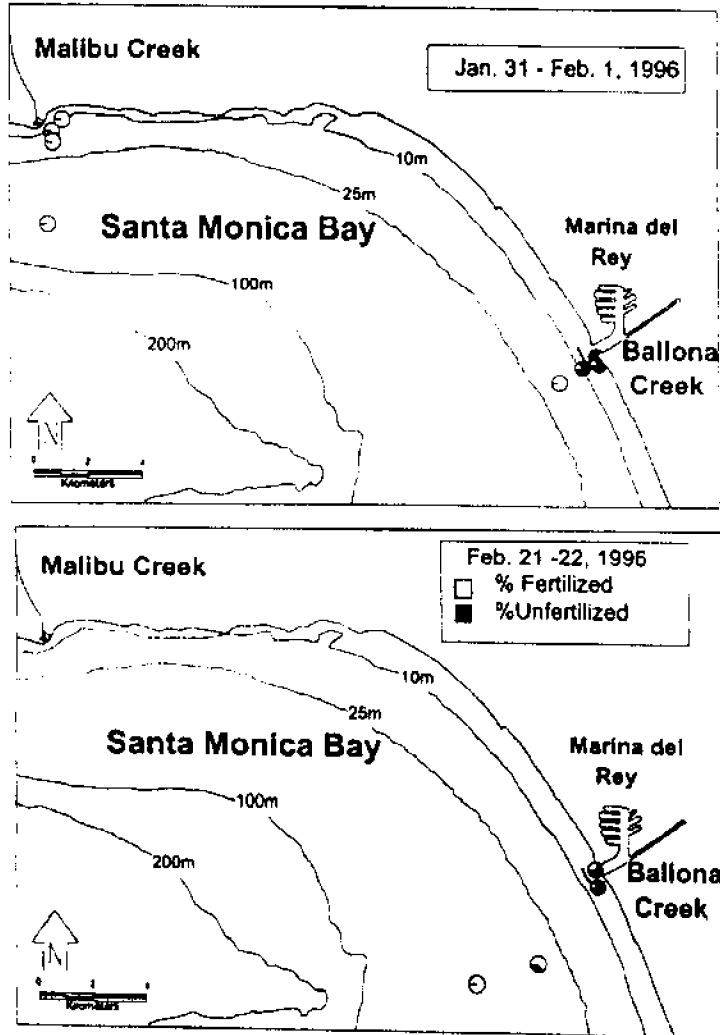 Malibu Creek
Jan. 31 - Feb. 1, 1996
10m
25m
Santa Monica Bay
Marina del
Rey
100m
200m
Ballona
Creek
N
Kilometers
Feb. 21 -22, 1996
% Fertilized
%Unfertilized
Malibu Creek
10m
25m
Santa Monica Bay
Marina del
Rey
100m
200m
Ballona
Creek
N
Kilometers